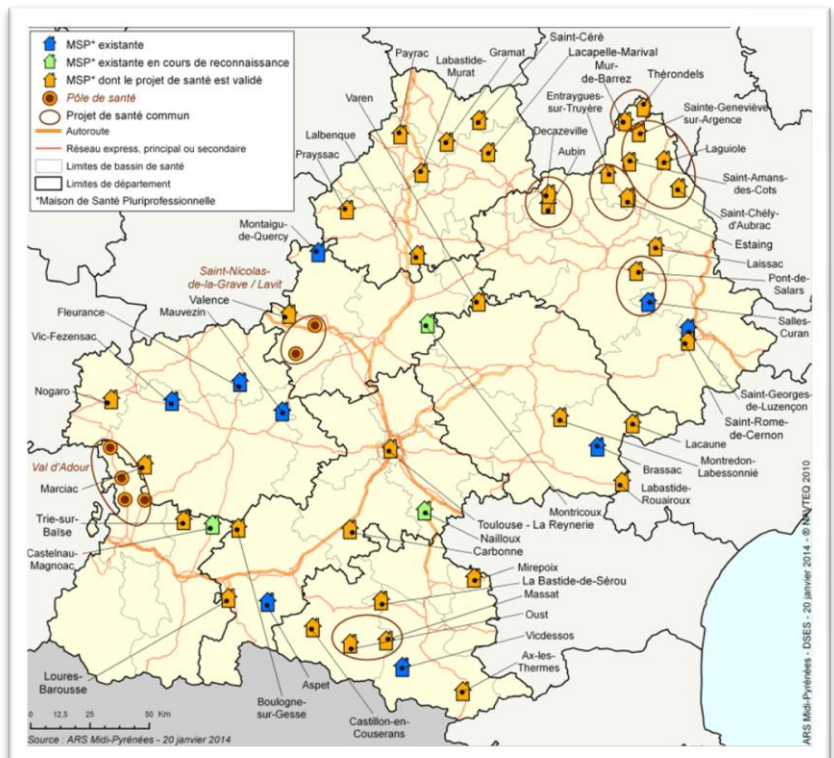 MSP* existante
MSP* existante en cours de reconnaissance
MSP* dont le projet de santé est validé
Pôle de santé
Projet de santé commun
Autoroute
Réseau express, principal ou secondaire
Limites de bassin de santé
Limites de département
*Maison de Santé Pluriprofessionnelle
Payrac
Labastide-
Murat
Gramat
Saint-Céré
Lacapelle-Marival
Mur-
de-Barrez
Thérondels
Varen
Lalbenque
Prayssac
Entraygues-
sur-Truyère
Decazeville
Aubin
Sainte-Geneviève
sur-Argence
Laguiole
Saint-Amans-
des-Cots
Saint-Chély-
d'Aubrac
Estaing
Laissac
Pont-de-
Salars
Salles-
Curan
Saint-Georges-
de-Luzençon
Saint-Rome-
de-Cernon
Montaigu-
de-Quercy
Saint-Nicolas-
de-la-Grave / Lavit
Valence
Mauvezin
Fleurance
Vic-Fezensac
Nogaro
Val d'Adour
Marciac
Trie-sur-
Baïse
Castelnau-
Magnoac
Lacaune
Montredon-
Labessonnié
Brassac
Labastide-
Rouairoux
Montricoux
Toulouse - La Reynerie
Nailloux
Carbonne
Mirepoix
La Bastide-de-Sérou
Massat
Oust
Vicdessos
Ax-les-
Thermes
Loures-
Barousse
Aspet
Boulogne-
sur-Gesse
Castillon-en-
Couserans
0 12,5 25 50 Km
Source : ARS Midi-Pyrénées - 20 janvier 2014
ARS Midi-Pyrénées - DSES - 20 janvier 2014 - © NAVTEQ 2010